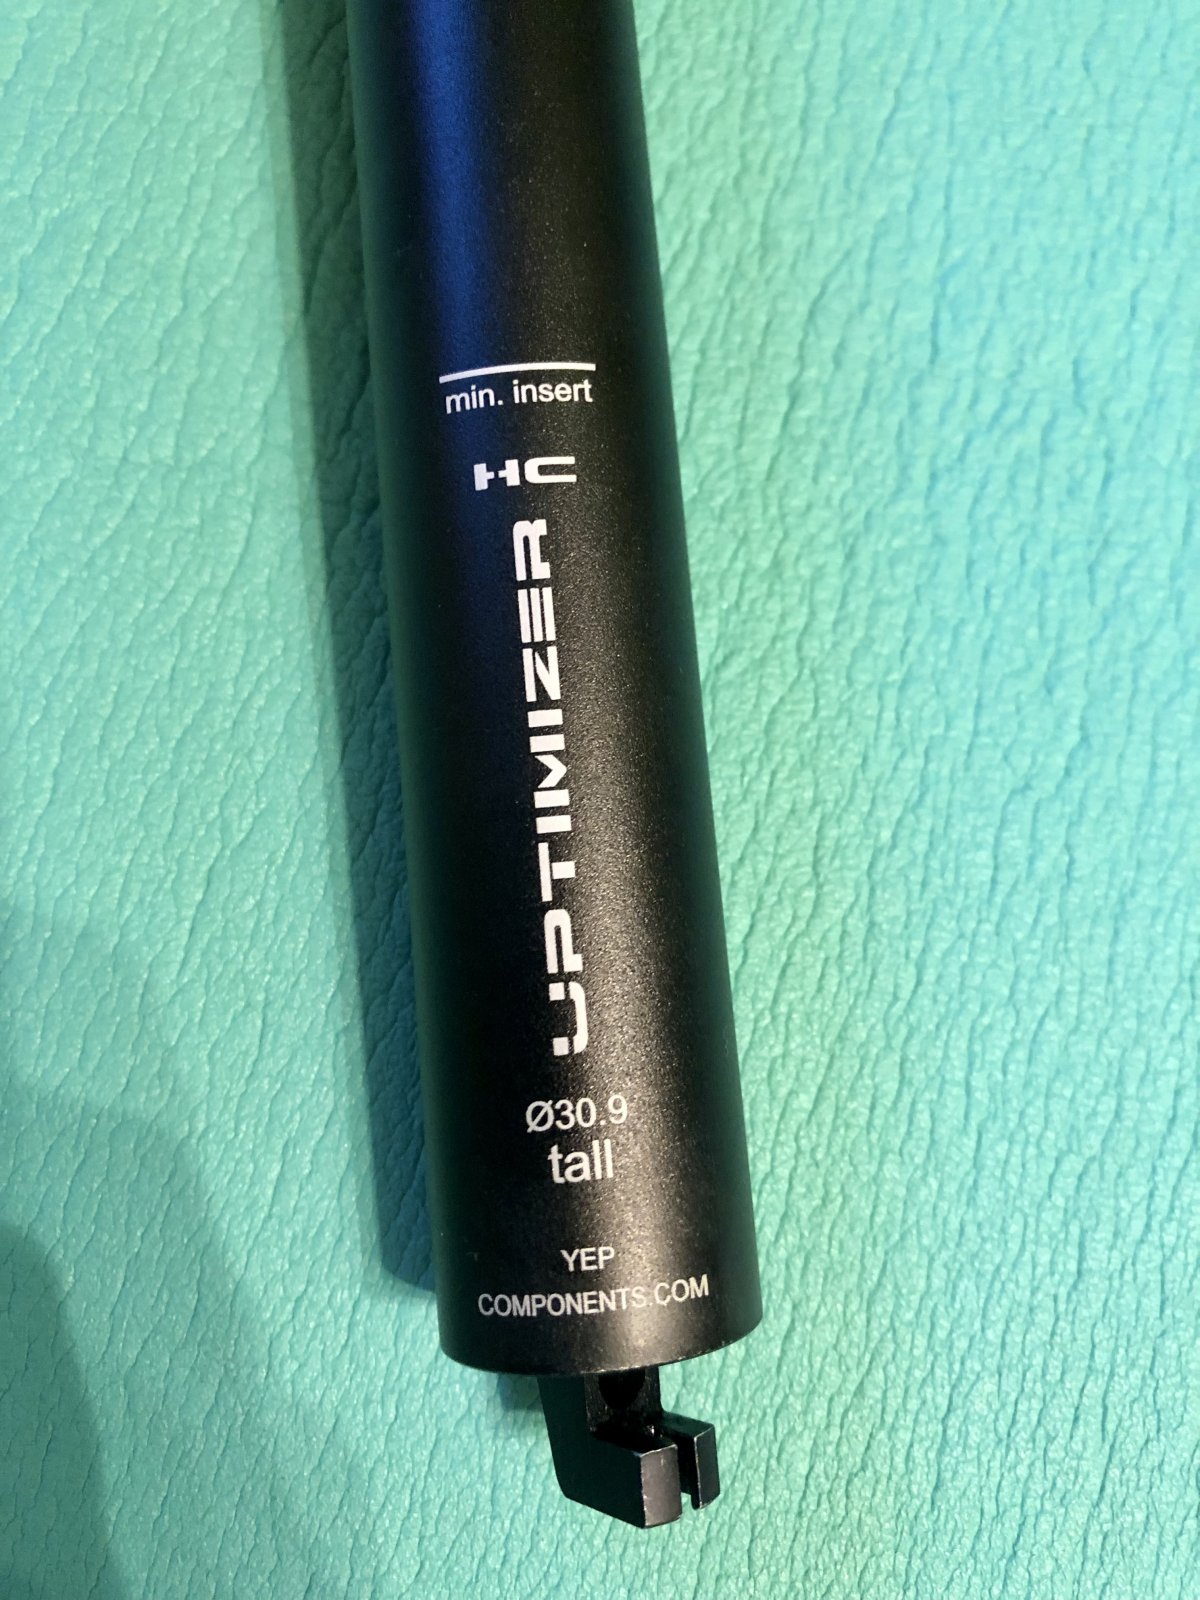 min. insert
HC
UPTIMIZER
Ø30.9
tall
YEP
COMPONENTS.COM